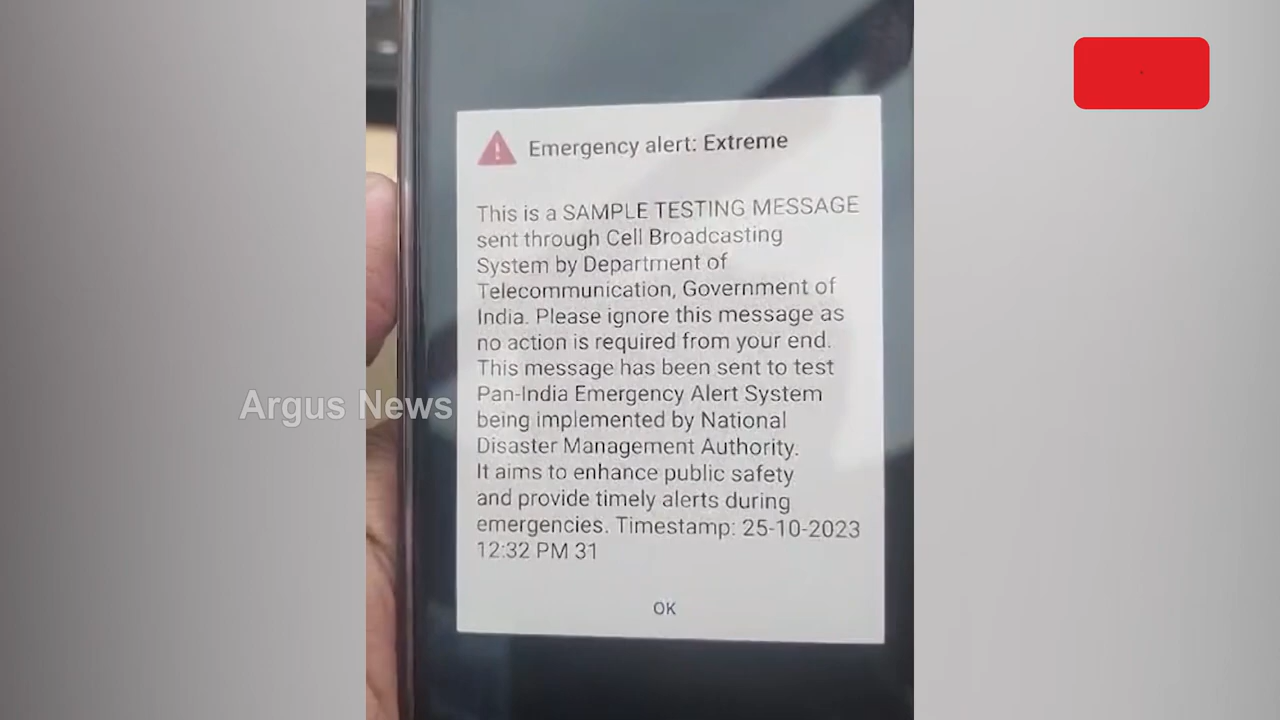 Emergency alert: Extreme
This is a SAMPLE TESTING MESSAGE
sent through Cell Broadcasting
System by Department of
Telecommunication, Government of
India. Please ignore this message as
no action is required from your end.
This message has been sent to test
Pan-India Emergency Alert System
being implemented by National
Disaster Management Authority.
It aims to enhance public safety
and provide timely alerts during
emergencies. Timestamp: 25-10-2023
12:32 PM 31
OK
Argus News